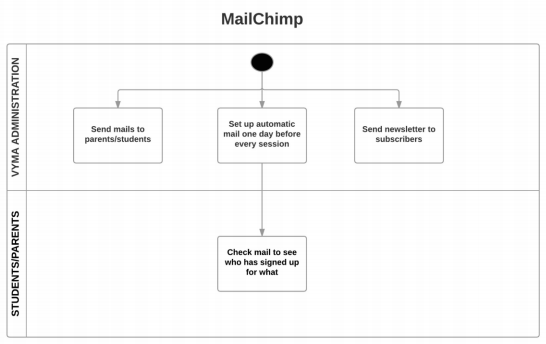 MailChimp
VYMA ADMINISTRATION
Send mails to
parents/students
Set up automatic
mail one day before
every session
Send newsletter to
subscribers
STUDENTS/PARENTS
Check mail to see
who has signed up
for what